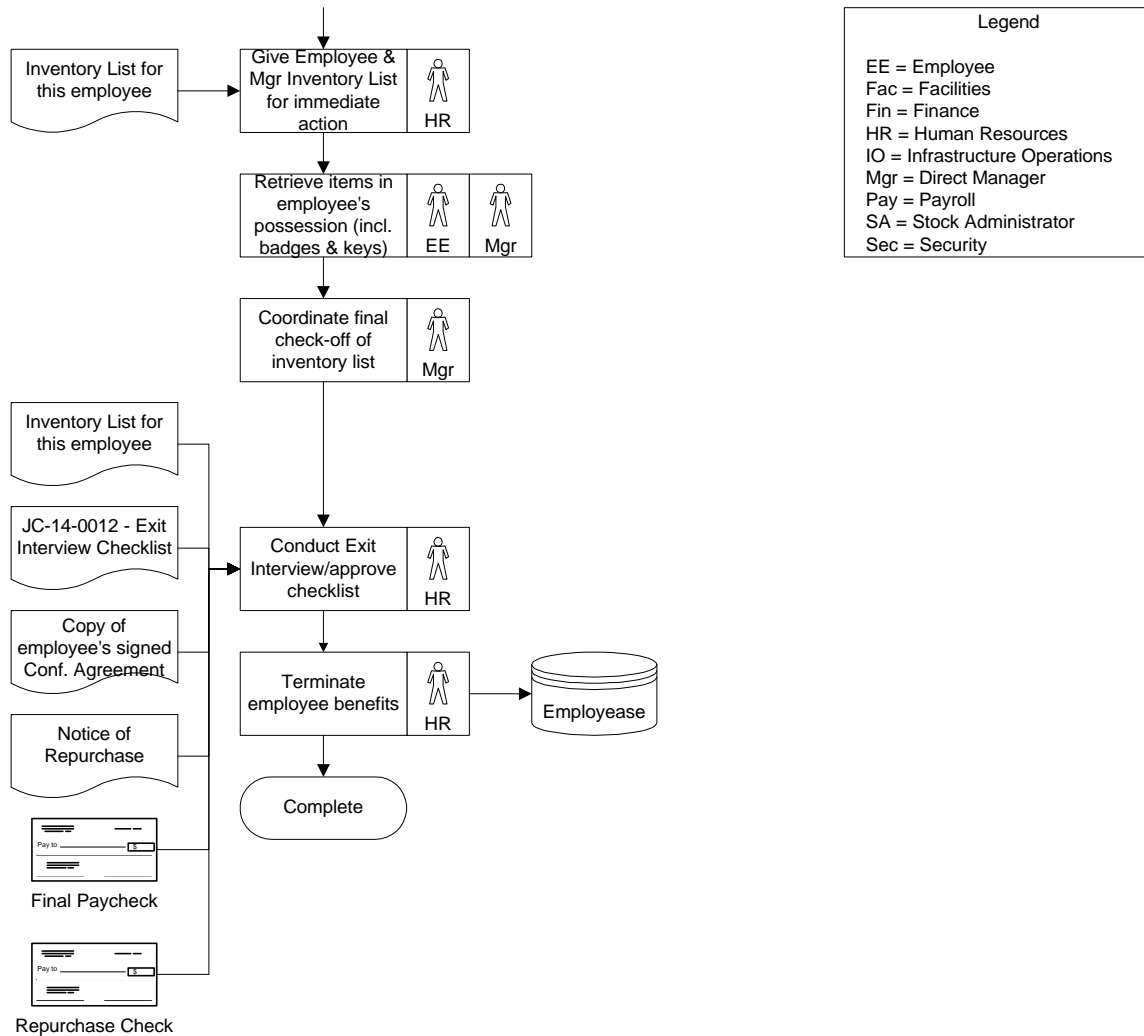 Inventory List for
this employee
Give Employee &
Mgr Inventory List
for immediate
action
HR
Legend
EE = Employee
Fac = Facilities
Fin = Finance
HR = Human Resources
IO = Infrastructure Operations
Mgr = Direct Manager
Pay = Payroll
SA = Stock Administrator
Sec = Security
Retrieve items in
employee's
possession (incl.
badges & keys)
EE
Mgr
Coordinate final
check-off of
inventory list
Mgr
Inventory List for
this employee
JC-14-0012 - Exit
Interview Checklist
Conduct Exit
Interview/approve
checklist
HR
Copy of
employee's signed
Conf. Agreement
Terminate
employee benefits
HR
Employease
Notice of
Repurchase
Complete
Pay to
$
Final Paycheck
Pay to
$
Repurchase Check